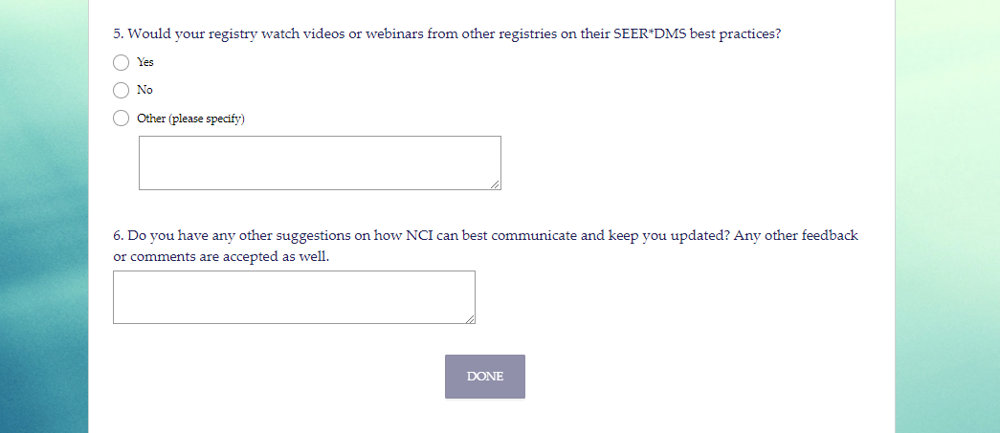 5. Would your registry watch videos or webinars from other registries on their SEER*DMS best practices?
Yes
No
Other (please specify)
6. Do you have any other suggestions on how NCI can best communicate and keep you updated? Any other feedback
or comments are accepted as well.
DONE